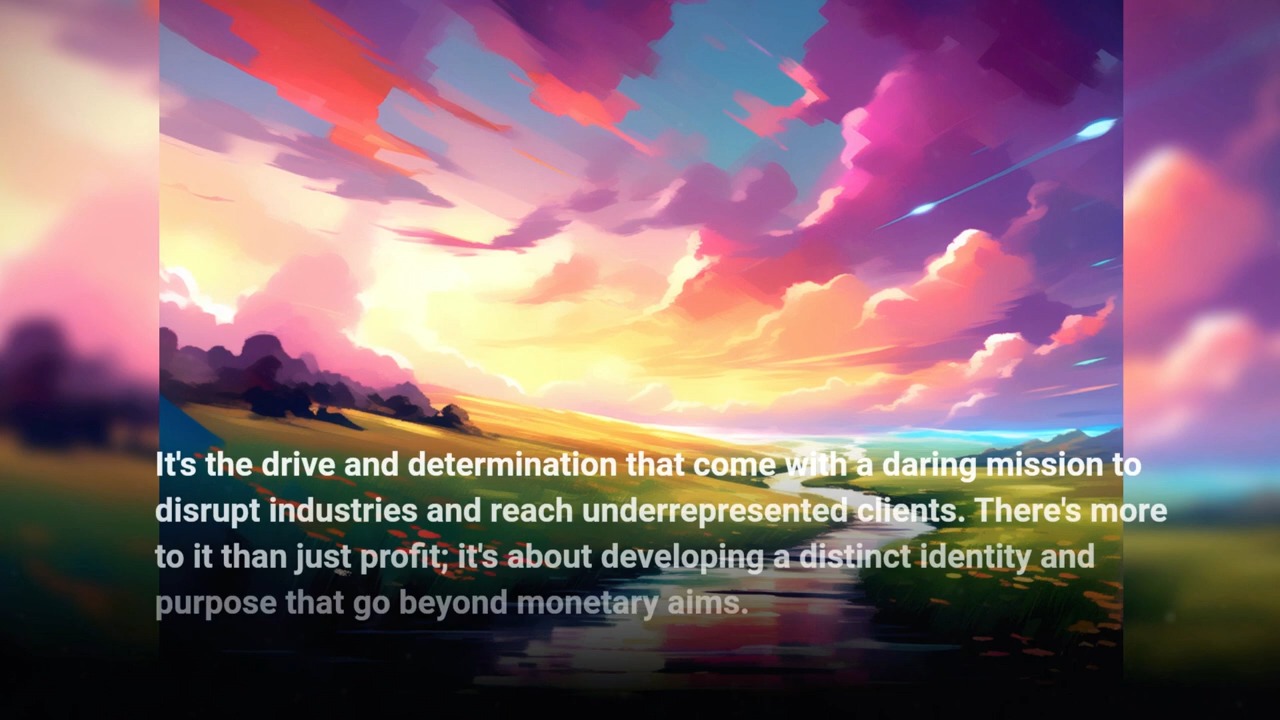 It's the drive and determination that come with a daring mission to
disrupt industries and reach underrepresented clients. There's more
to it than just profit; it's about developing a distinct identity and
purpose that go beyond monetary aims.